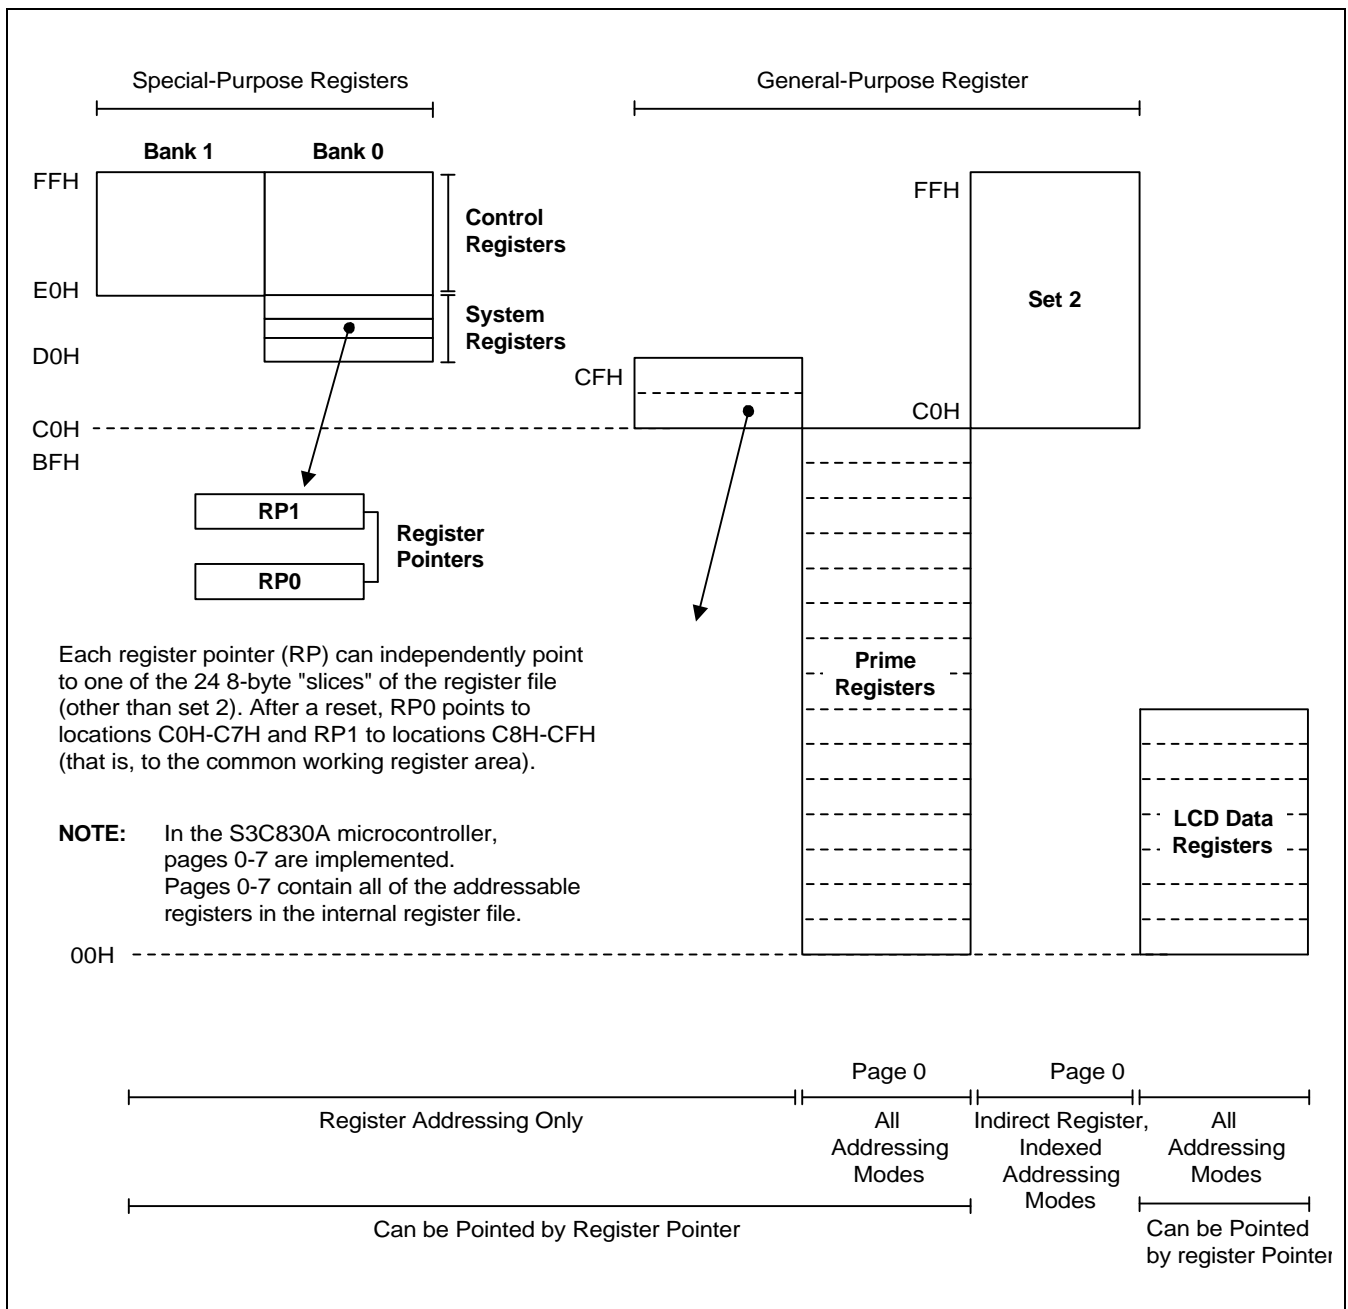 Special-Purpose Registers
General-Purpose Register
Bank 1
Bank 0
FFH
Control
Registers
E0H
System
Registers
D0H
C0H
BFH
FFH
Set 2
CFH
C0H
RP1
RP0
Register
Pointers
Each register pointer (RP) can independently point
to one of the 24 8-byte "slices" of the register file
(other than set 2). After a reset, RP0 points to
locations C0H-C7H and RP1 to locations C8H-CFH
(that is, to the common working register area).
NOTE: In the S3C830A microcontroller,
pages 0-7 are implemented.
Pages 0-7 contain all of the addressable
registers in the internal register file.
Prime
Registers
LCD Data
Registers
00H
Page 0
Page 0
Register Addressing Only
All
Addressing
Modes
Indirect Register,
Indexed
Addressing
Modes
All
Addressing
Modes
Can be Pointed by Register Pointer
Can be Pointed
by register Pointer